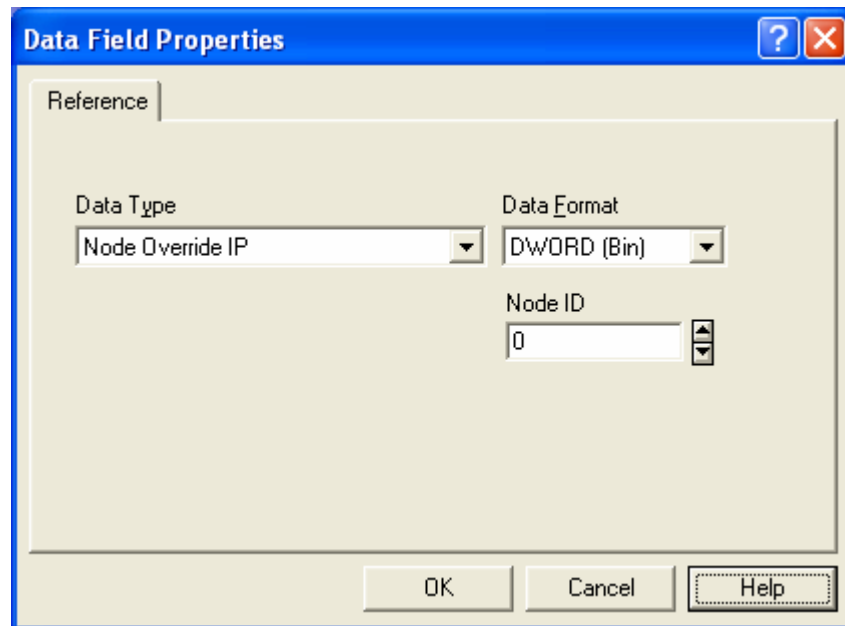 Data Field Properties
Reference
Data Type
Data Format
Node Override IP
DWORD (Bin)
Node ID
0
OK
Cancel
Help